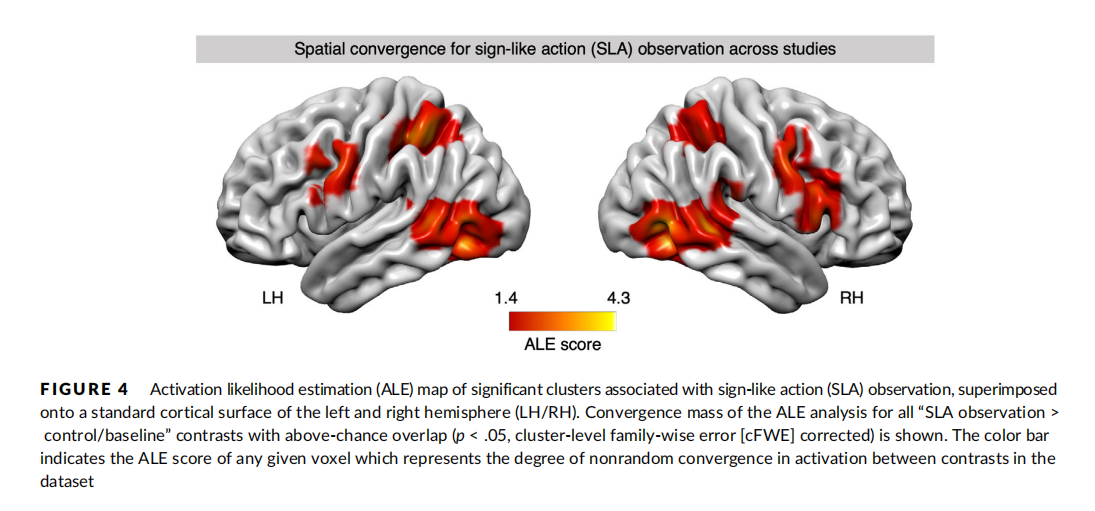 Spatial convergence for sign-like action (SLA) observation across studies
LH
1.4
4.3
RH
ALE score
FIGURE 4 Activation likelihood estimation (ALE) map of significant clusters associated with sign-like action (SLA) observation, superimposed
onto a standard cortical surface of the left and right hemisphere (LH/RH). Convergence mass of the ALE analysis for all “SLA observation >
control/baseline” contrasts with above-chance overlap (p < .05, cluster-level family-wise error [cFWE] corrected) is shown. The color bar
indicates the ALE score of any given voxel which represents the degree of nonrandom convergence in activation between contrasts in the
dataset